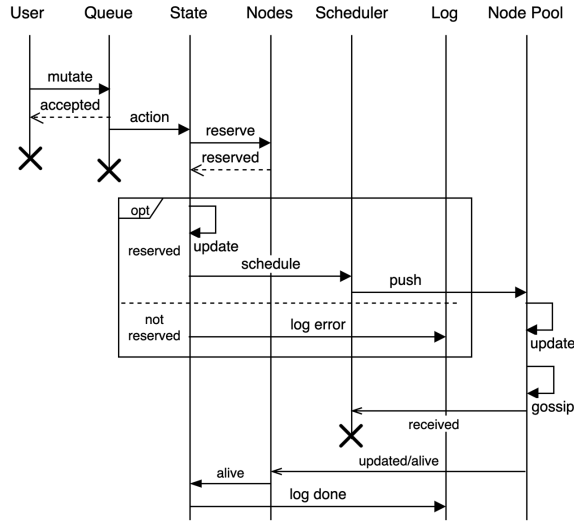 User Queue State Nodes Scheduler Log Node Pool
mutate
accepted
action
reserve
reserved
opt
update
reserved
schedule
push
not
reserved
log error
update
gossip
received
updated/alive
alive
log done